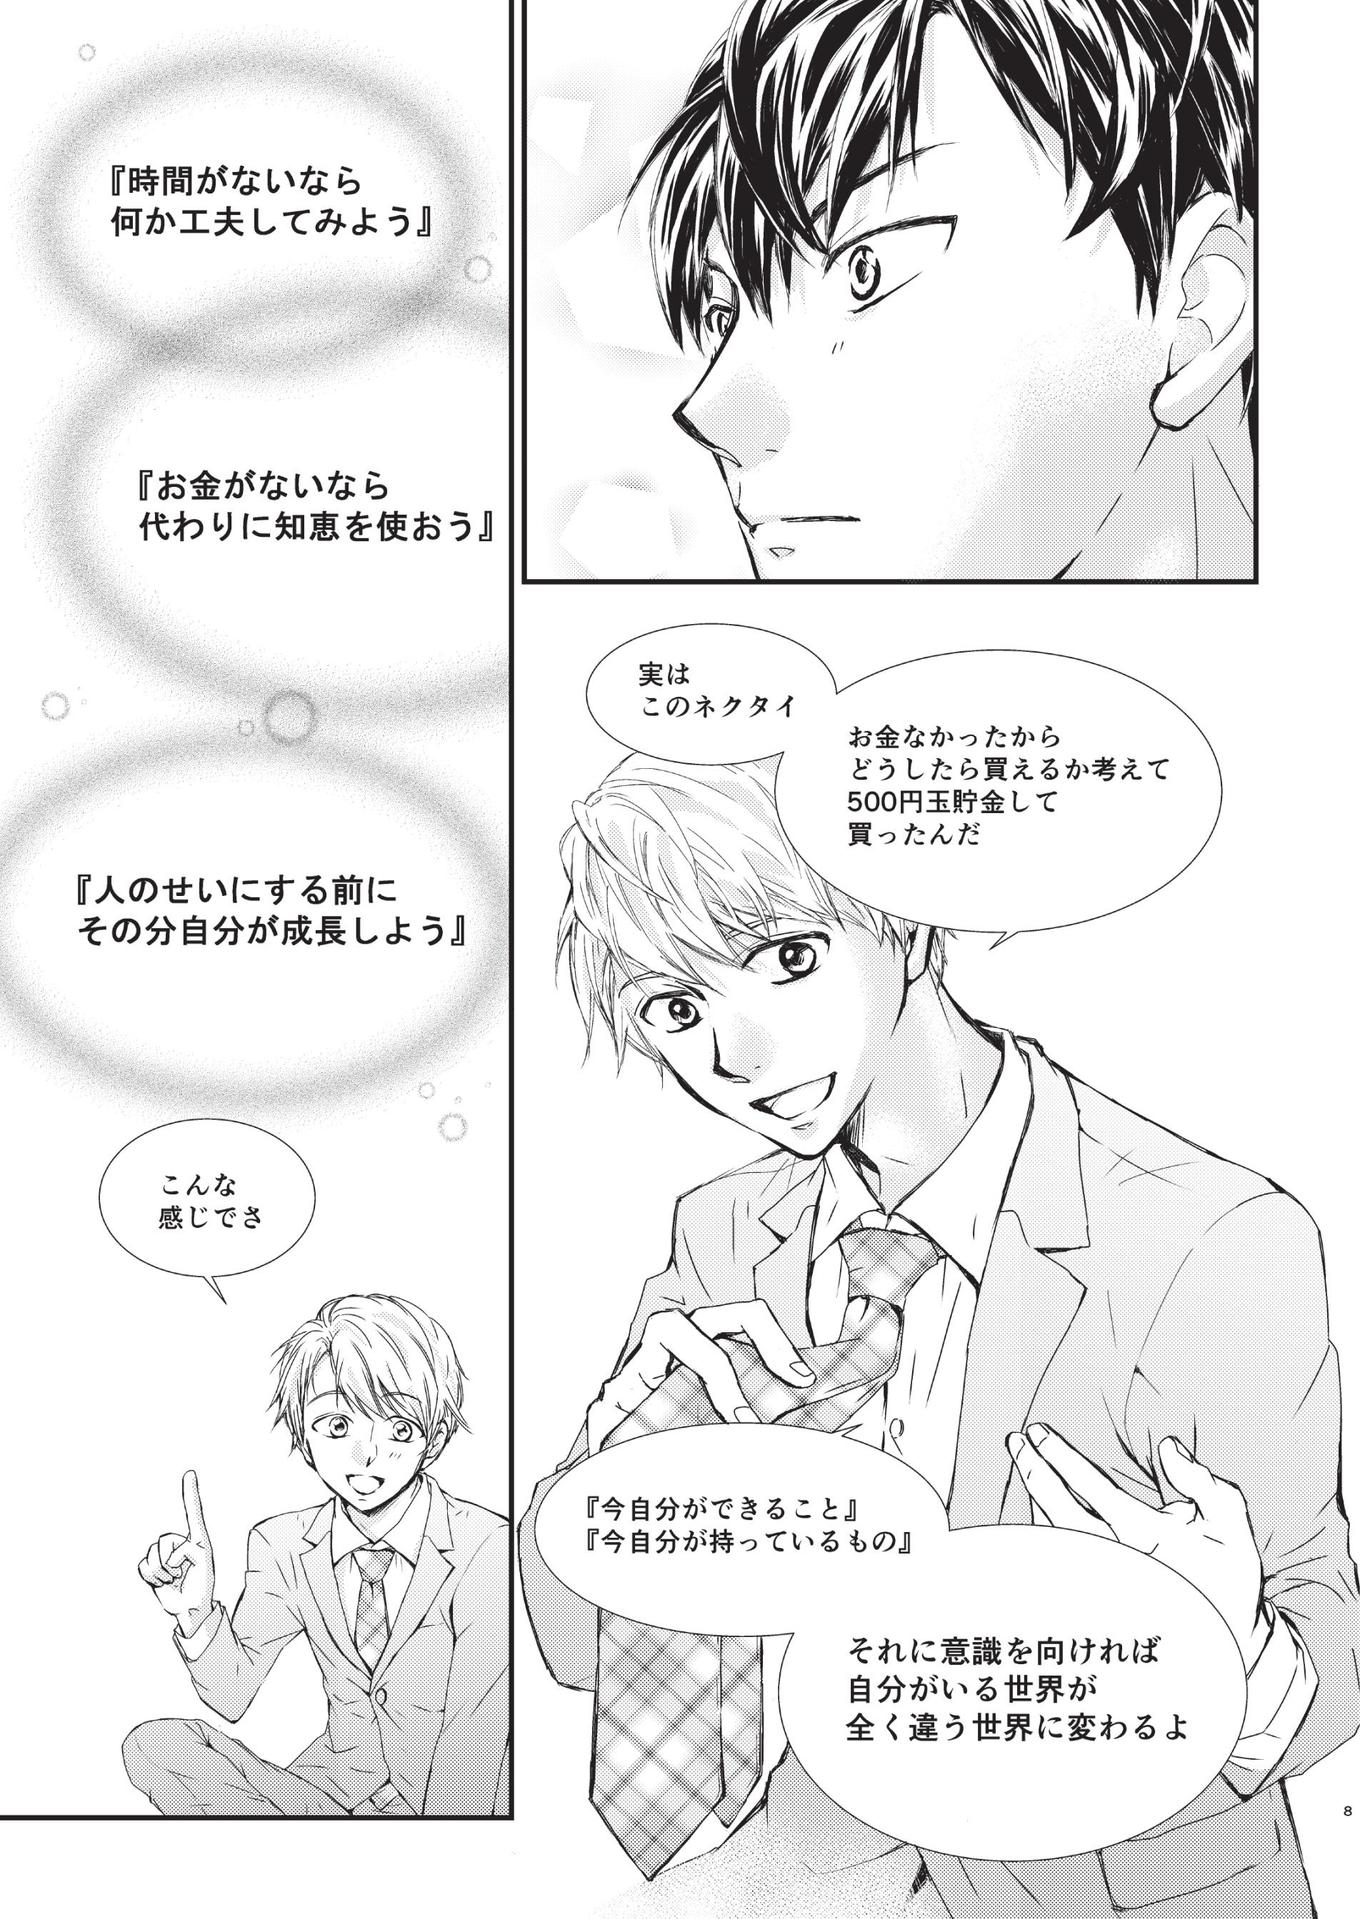 『時間がないなら
何か工夫してみよう』
『お金がないなら
代わりに知恵を使おう』
『人のせいにする前に
その分自分が成長しよう』
こんな
感じでさ
実は
このネクタイ
お金なかったから
どうしたら買えるか考えて
500円玉貯金して
買ったんだ
『今自分ができること』
『今自分が持っているもの』
それに意識を向ければ
自分がいる世界が
全く違う世界に変わるよ
8